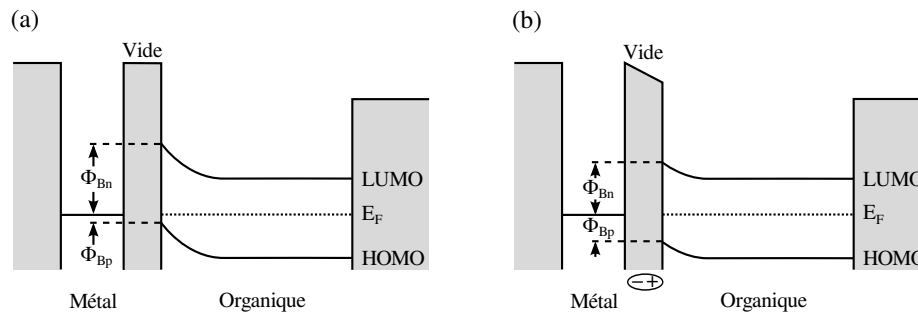 (a)
Vide
Φ_Bn
LUMO
E_F
Φ_Bp
HOMO
Métal
Organique
(b)
Vide
Φ_Bn
LUMO
E_F
Φ_Bp
HOMO
− +
Métal
Organique